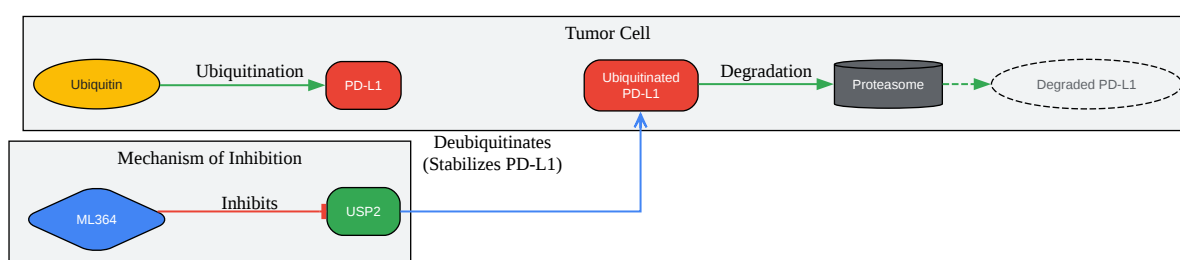 Tumor Cell
Ubiquitin
Ubiquitination
PD-L1
Ubiquitinated
PD-L1
Degradation
Proteasome
Degraded PD-L1
Deubiquitinates
(Stabilizes PD-L1)
Mechanism of Inhibition
ML364
Inhibits
USP2